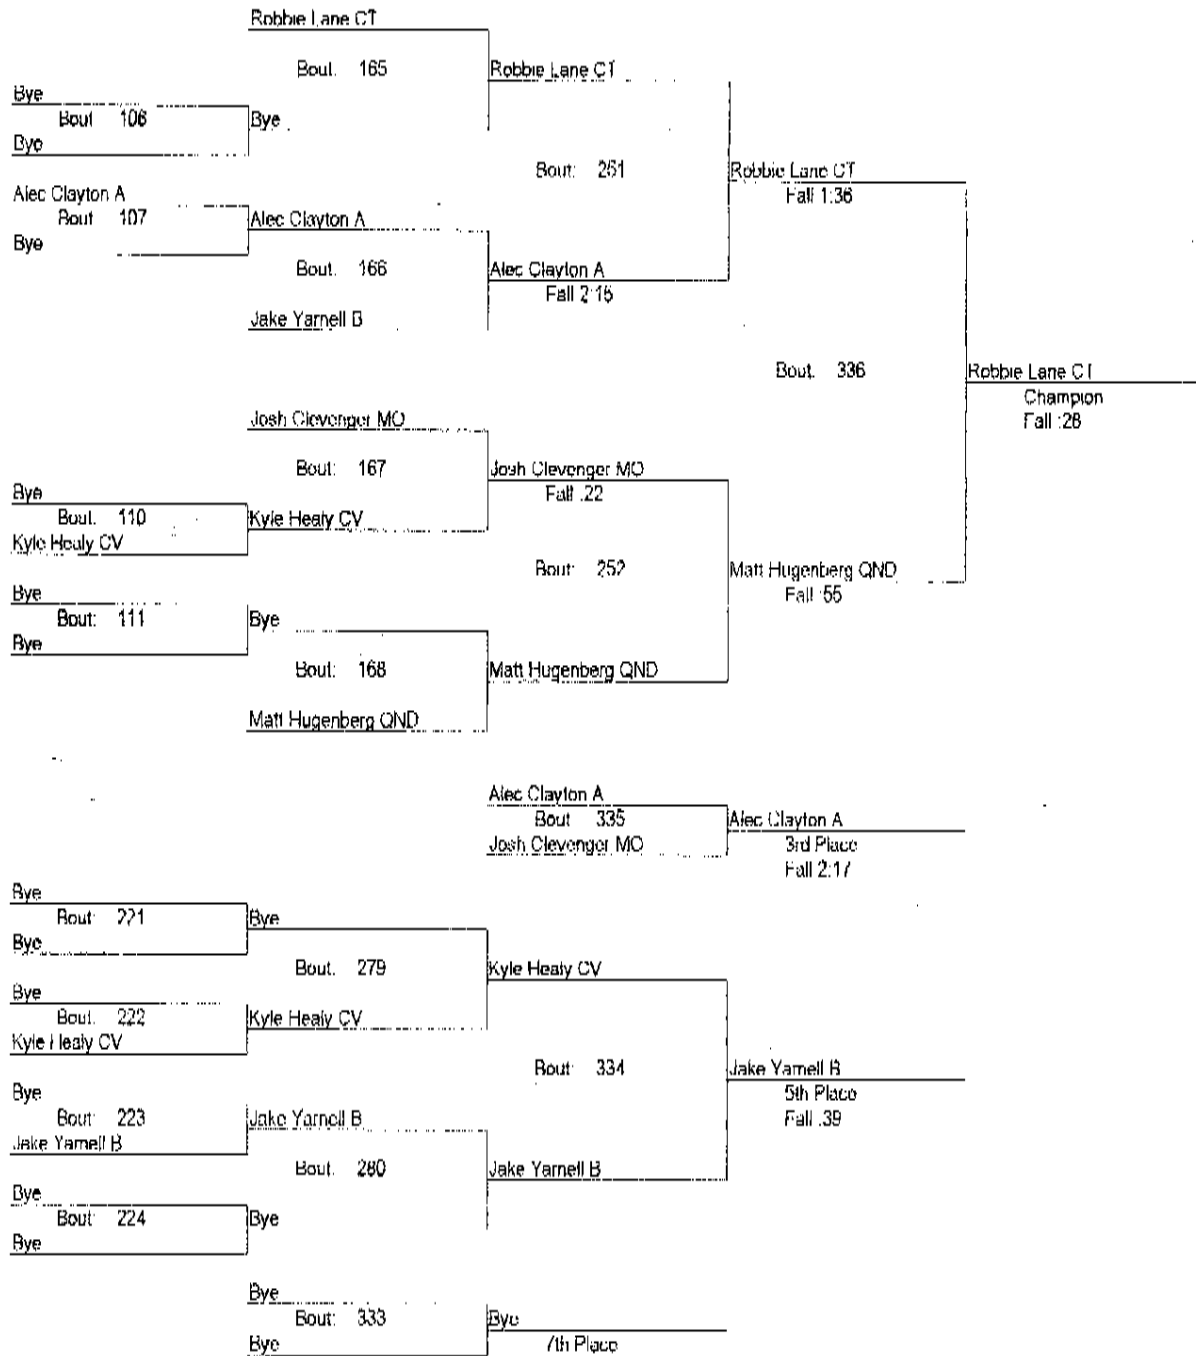 Robbie Lane CT
Bout. 165
Robbie Lane CT
Bye
Bout 106
Bye
Bye
Bout: 261
Robbie Lane CT
Fall 1:36
Alec Clayton A
Bout 107
Alec Clayton A
Bye
Bout. 166
Alec Clayton A
Fall 2:15
Jake Yarnell B
Bout. 336
Robbie Lane CT
Champion
Fall :28
Josh Clevenger MO
Bout: 167
Josh Clevenger MO
Fall :22
Bye
Bout. 110
Kyle Healy CV
Kyle Healy CV
Bout: 252
Matt Hugenberg QND
Fall :55
Bye
Bout: 111
Bye
Bye
Bout: 168
Matt Hugenberg QND
Matt Hugenberg QND
Alec Clayton A
Bout 335
Alec Clayton A
Josh Clevenger MO
3rd Place
Fall 2:17
Bye
Bout: 221
Bye
Bye
Bout. 279
Kyle Healy CV
Bye
Bout. 222
Kyle Healy CV
Kyle Healy CV
Bout: 334
Jake Yarnell B
5th Place
Fall :39
Bye
Bout: 223
Jake Yarnell B
Jake Yarnell B
Bout. 280
Jake Yarnell B
Bye
Bout: 224
Bye
Bye
Bye
Bout: 333
Bye
Bye
7th Place